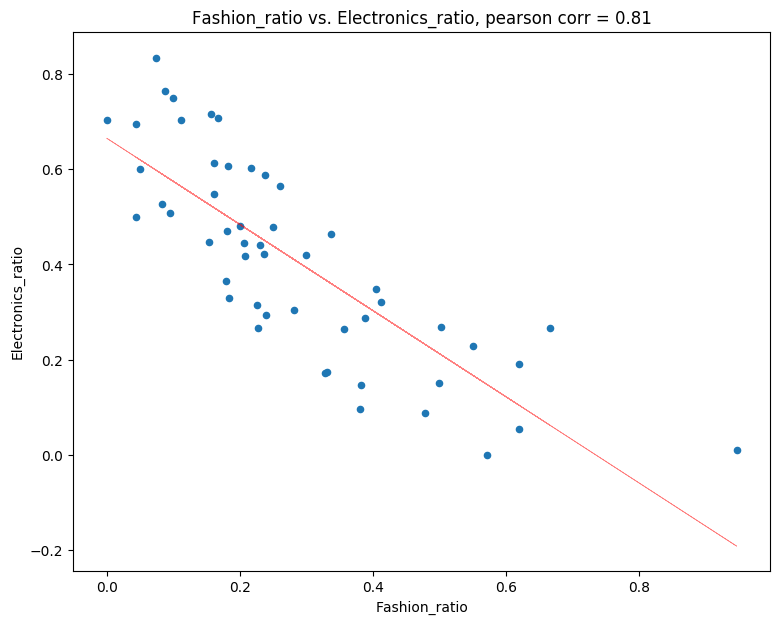 Fashion_ratio vs. Electronics_ratio, pearson corr = 0.81
0.8
0.6
0.4
0.2
0.0
−0.2
Electronics_ratio
0.0 0.2 0.4 0.6 0.8
Fashion_ratio